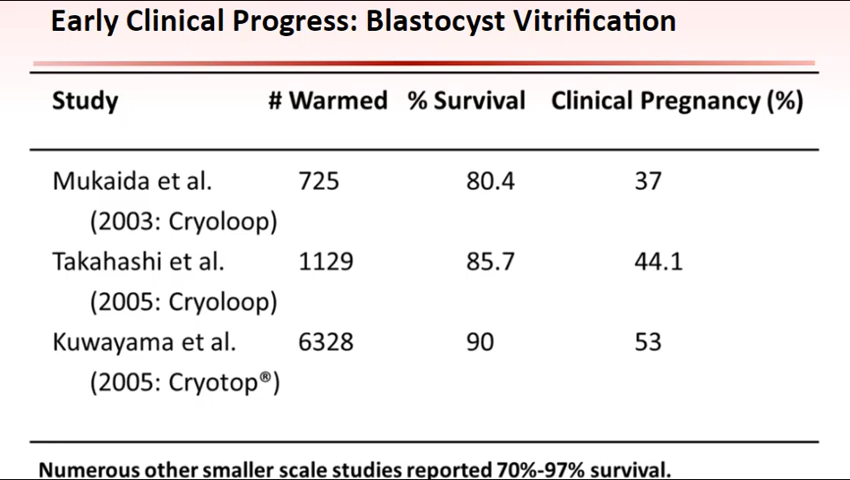 Early Clinical Progress: Blastocyst Vitrification
Study # Warmed % Survival Clinical Pregnancy (%)
Mukaida et al. 725 80.4 37
(2003: Cryoloop)
Takahashi et al. 1129 85.7 44.1
(2005: Cryoloop)
Kuwayama et al. 6328 90 53
(2005: Cryotop®)
Numerous other smaller scale studies reported 70%-97% survival.